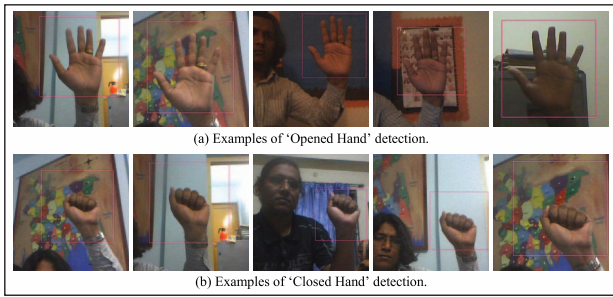 (a) Examples of ‘Opened Hand’ detection.
(b) Examples of ‘Closed Hand’ detection.